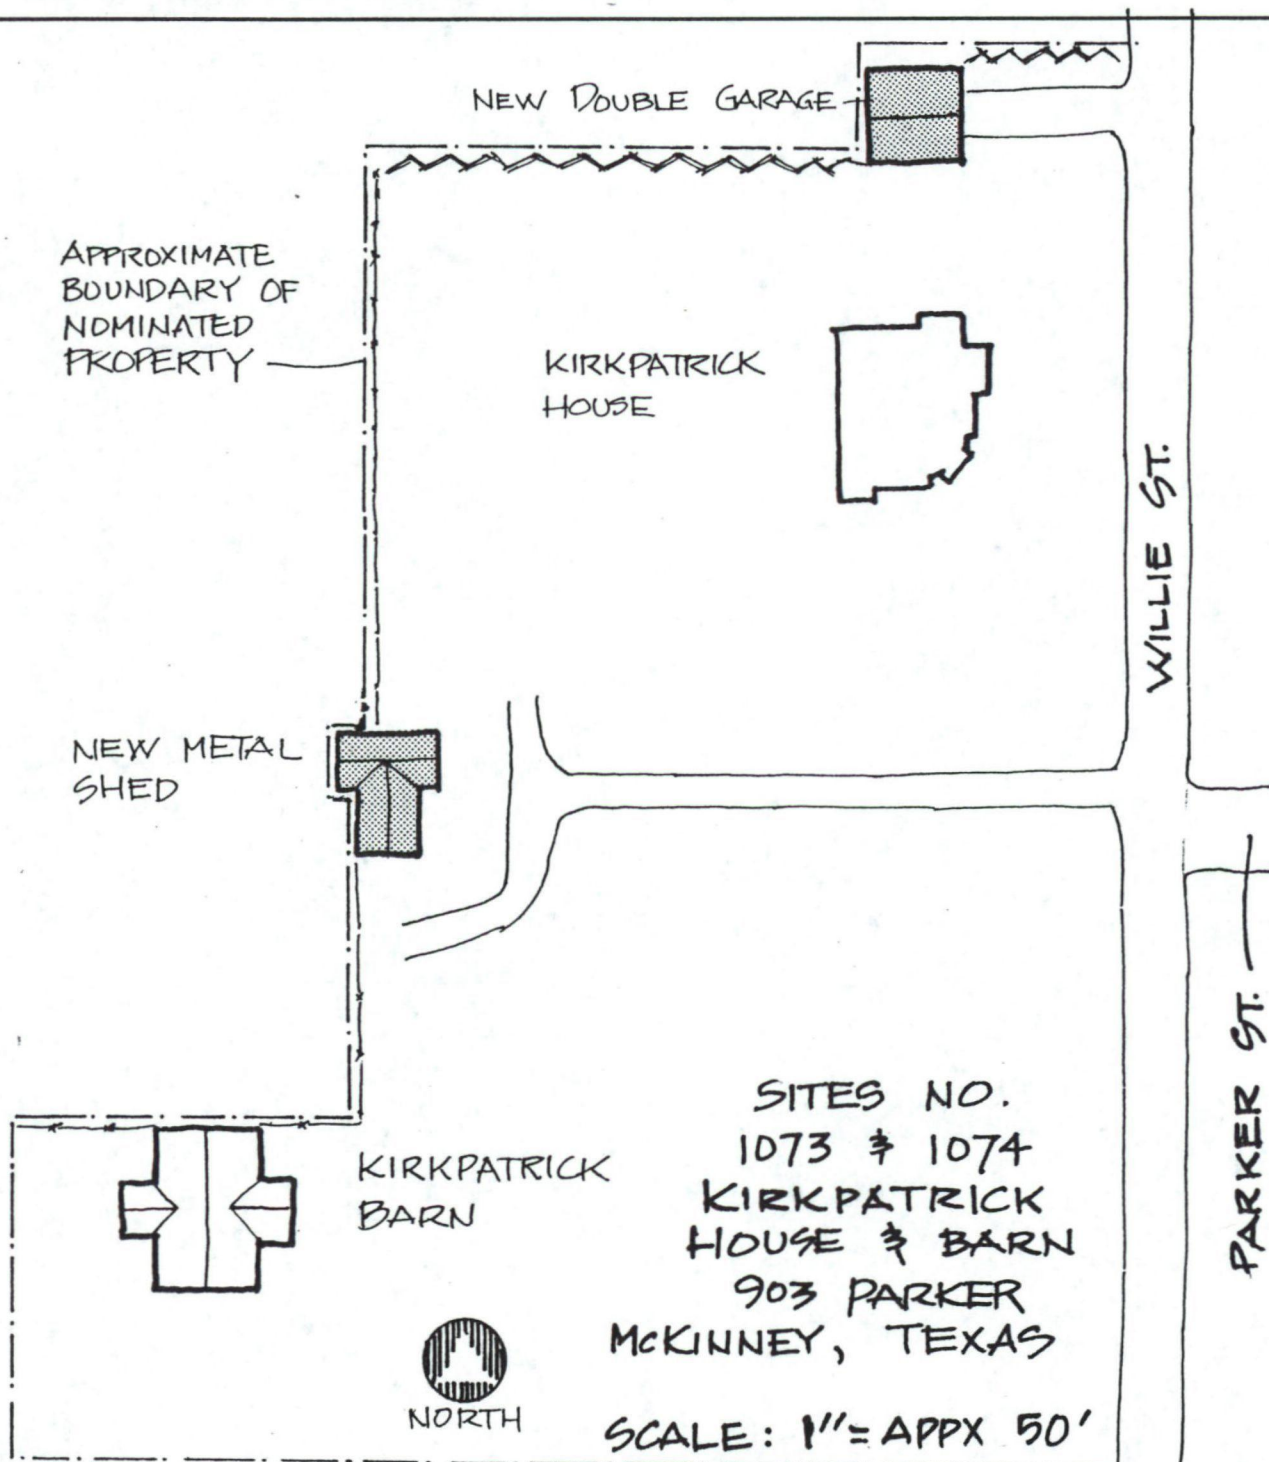 NEW DOUBLE GARAGE
APPROXIMATE
BOUNDARY OF
NOMINATED
PROPERTY
KIRKPATRICK
HOUSE
WILLIE ST.
NEW METAL
SHED
PARKER ST.
KIRKPATRICK
BARN
SITES NO.
1073 & 1074
KIRKPATRICK
HOUSE & BARN
903 PARKER
McKINNEY, TEXAS
NORTH
SCALE: 1"= APPX 50'